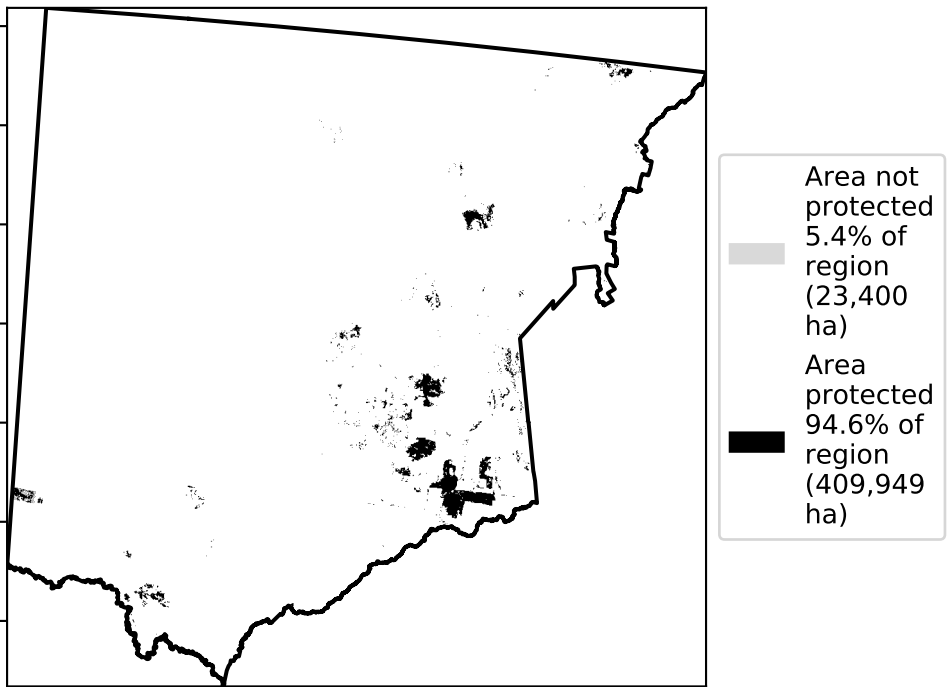 Area not
protected
5.4% of
region
(23,400
ha)
Area
protected
94.6% of
region
(409,949
ha)